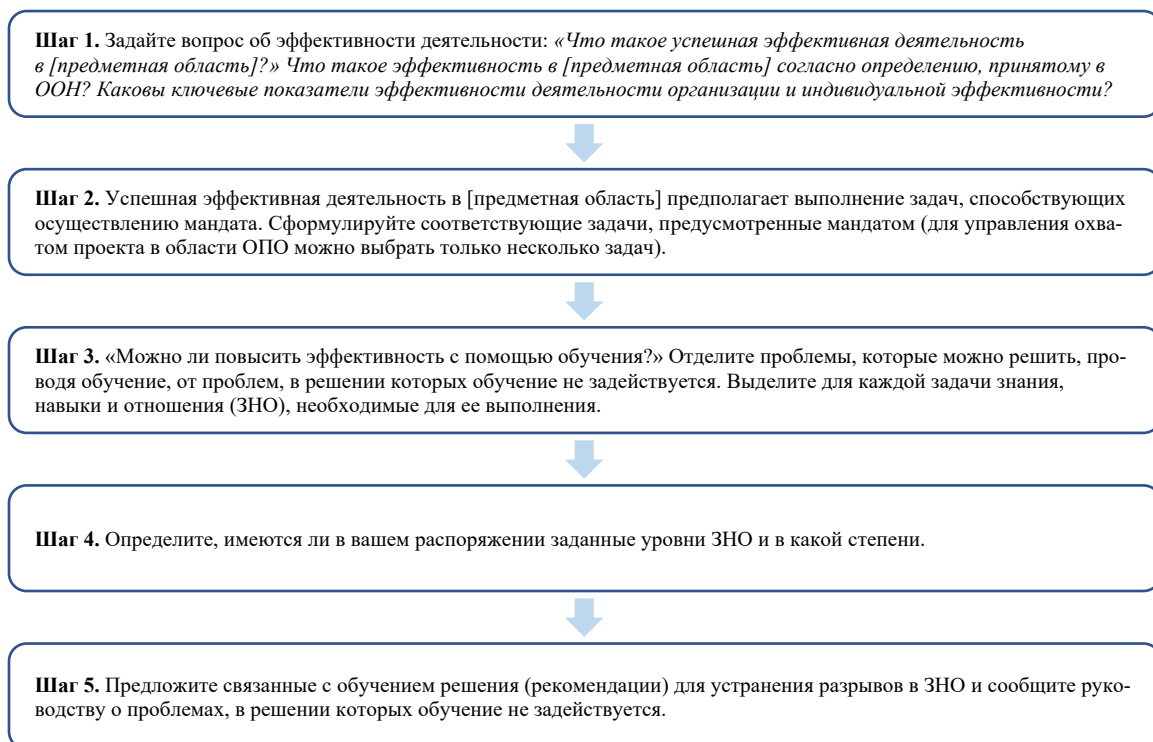 Шаг 1. Задайте вопрос об эффективности деятельности: «Что такое успешная эффективная деятельность
в [предметная область]?» Что такое эффективность в [предметная область] согласно определению, принятому в
ООН? Каковы ключевые показатели эффективности деятельности организации и индивидуальной эффективности?
Шаг 2. Успешная эффективная деятельность в [предметная область] предполагает выполнение задач, способствующих
осуществлению мандата. Сформулируйте соответствующие задачи, предусмотренные мандатом (для управления охва-
том проекта в области ОПО можно выбрать только несколько задач).
Шаг 3. «Можно ли повысить эффективность с помощью обучения?» Отделите проблемы, которые можно решить, про-
водя обучение, от проблем, в решении которых обучение не задействуется. Выделите для каждой задачи знания,
навыки и отношения (ЗНО), необходимые для ее выполнения.
Шаг 4. Определите, имеются ли в вашем распоряжении заданные уровни ЗНО и в какой степени.
Шаг 5. Предложите связанные с обучением решения (рекомендации) для устранения разрывов в ЗНО и сообщите руко-
водству о проблемах, в решении которых обучение не задействуется.